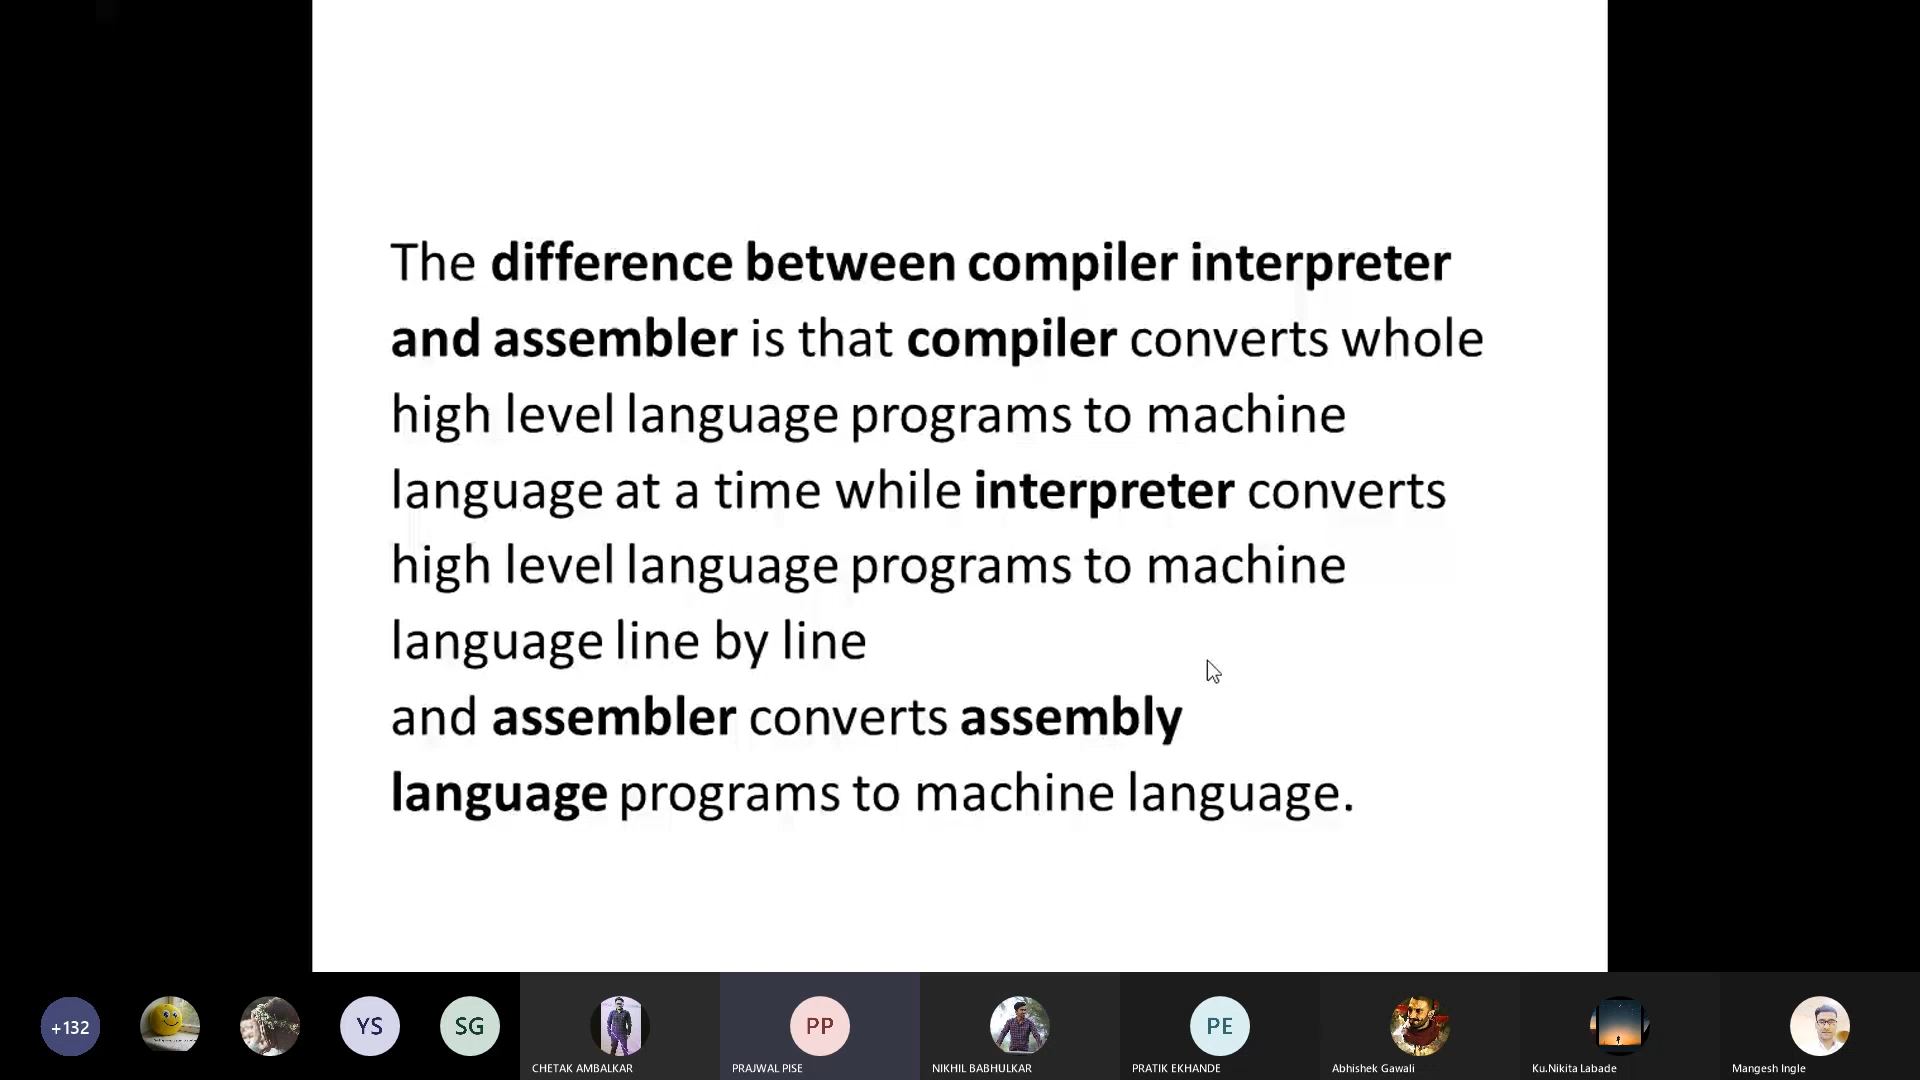 The difference between compiler interpreter
and assembler is that compiler converts whole
high level language programs to machine
language at a time while interpreter converts
high level language programs to machine
language line by line
and assembler converts assembly
language programs to machine language.
+132
YS
SG
PP
PE
CHETAK AMBALKAR
PRAJWAL PISE
NIKHIL BABHULKAR
PRATIK EKHANDE
Abhishek Gawali
Ku.Nikita Labade
Mangesh Ingle